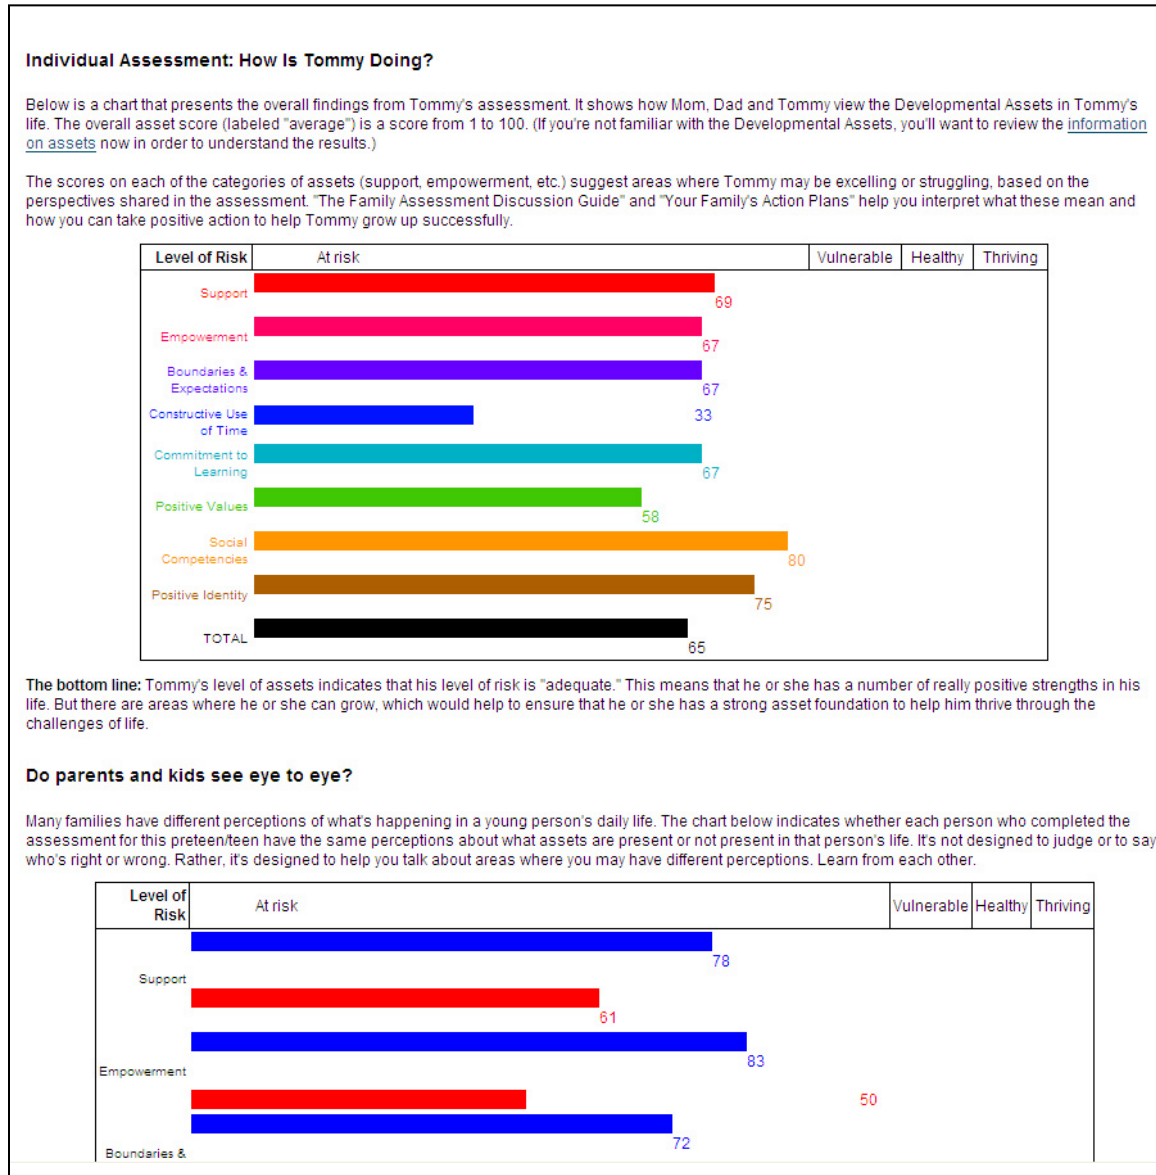 Individual Assessment: How Is Tommy Doing?
Below is a chart that presents the overall findings from Tommy's assessment. It shows how Mom, Dad and Tommy view the Developmental Assets in Tommy's
life. The overall asset score (labeled "average") is a score from 1 to 100. (If you're not familiar with the Developmental Assets, you'll want to review the information
on assets now in order to understand the results.)
The scores on each of the categories of assets (support, empowerment, etc.) suggest areas where Tommy may be excelling or struggling, based on the
perspectives shared in the assessment. "The Family Assessment Discussion Guide" and "Your Family's Action Plans" help you interpret what these mean and
how you can take positive action to help Tommy grow up successfully.
Level of Risk At risk Vulnerable Healthy Thriving
Support
69
Empowerment
67
Boundaries &
Expectations
67
Constructive Use
of Time
33
Commitment to
Learning
67
Positive Values
58
Social
Competencies
80
Positive Identity
75
TOTAL
65
The bottom line: Tommy's level of assets indicates that his level of risk is "adequate." This means that he or she has a number of really positive strengths in his
life. But there are areas where he or she can grow, which would help to ensure that he or she has a strong asset foundation to help him thrive through the
challenges of life.
Do parents and kids see eye to eye?
Many families have different perceptions of what's happening in a young person's daily life. The chart below indicates whether each person who completed the
assessment for this preteen/teen have the same perceptions about what assets are present or not present in that person's life. It's not designed to judge or to say
who's right or wrong. Rather, it's designed to help you talk about areas where you may have different perceptions. Learn from each other.
Level of
Risk
At risk Vulnerable Healthy Thriving
78
Support
61
83
Empowerment
50
72
Boundaries &